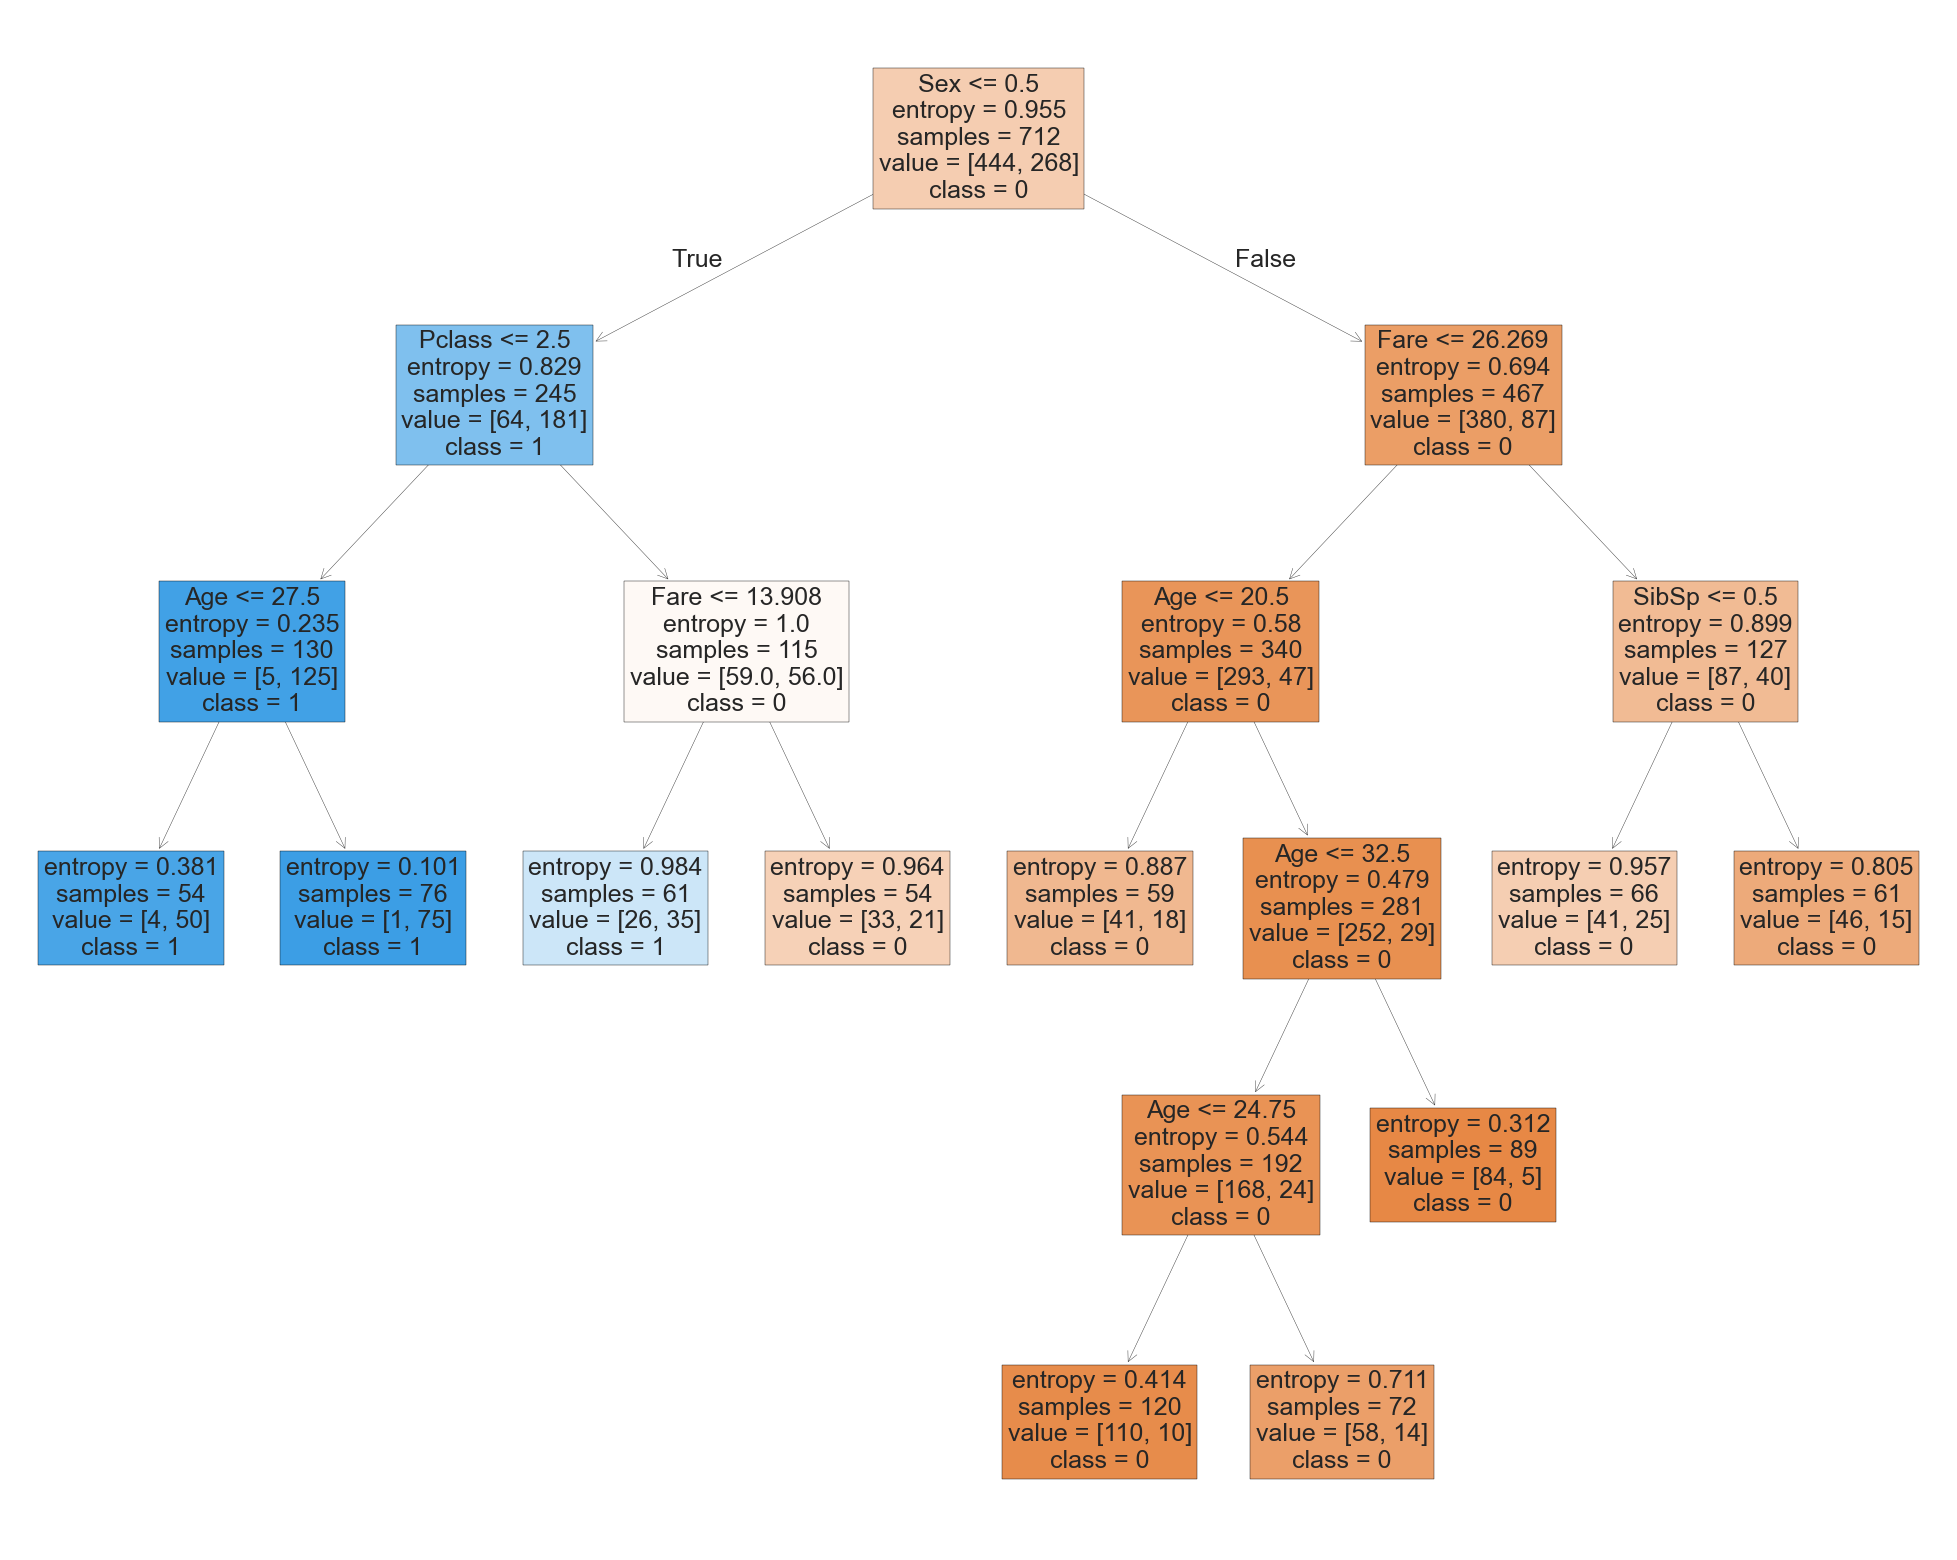 Sex <= 0.5
entropy = 0.955
samples = 712
value = [444, 268]
class = 0
True
False
Pclass <= 2.5
entropy = 0.829
samples = 245
value = [64, 181]
class = 1
Fare <= 26.269
entropy = 0.694
samples = 467
value = [380, 87]
class = 0
Age <= 27.5
entropy = 0.235
samples = 130
value = [5, 125]
class = 1
Fare <= 13.908
entropy = 1.0
samples = 115
value = [59.0, 56.0]
class = 0
Age <= 20.5
entropy = 0.58
samples = 340
value = [293, 47]
class = 0
SibSp <= 0.5
entropy = 0.899
samples = 127
value = [87, 40]
class = 0
entropy = 0.381
samples = 54
value = [4, 50]
class = 1
entropy = 0.101
samples = 76
value = [1, 75]
class = 1
entropy = 0.984
samples = 61
value = [26, 35]
class = 1
entropy = 0.964
samples = 54
value = [33, 21]
class = 0
entropy = 0.887
samples = 59
value = [41, 18]
class = 0
Age <= 32.5
entropy = 0.479
samples = 281
value = [252, 29]
class = 0
entropy = 0.957
samples = 66
value = [41, 25]
class = 0
entropy = 0.805
samples = 61
value = [46, 15]
class = 0
Age <= 24.75
entropy = 0.544
samples = 192
value = [168, 24]
class = 0
entropy = 0.312
samples = 89
value = [84, 5]
class = 0
entropy = 0.414
samples = 120
value = [110, 10]
class = 0
entropy = 0.711
samples = 72
value = [58, 14]
class = 0